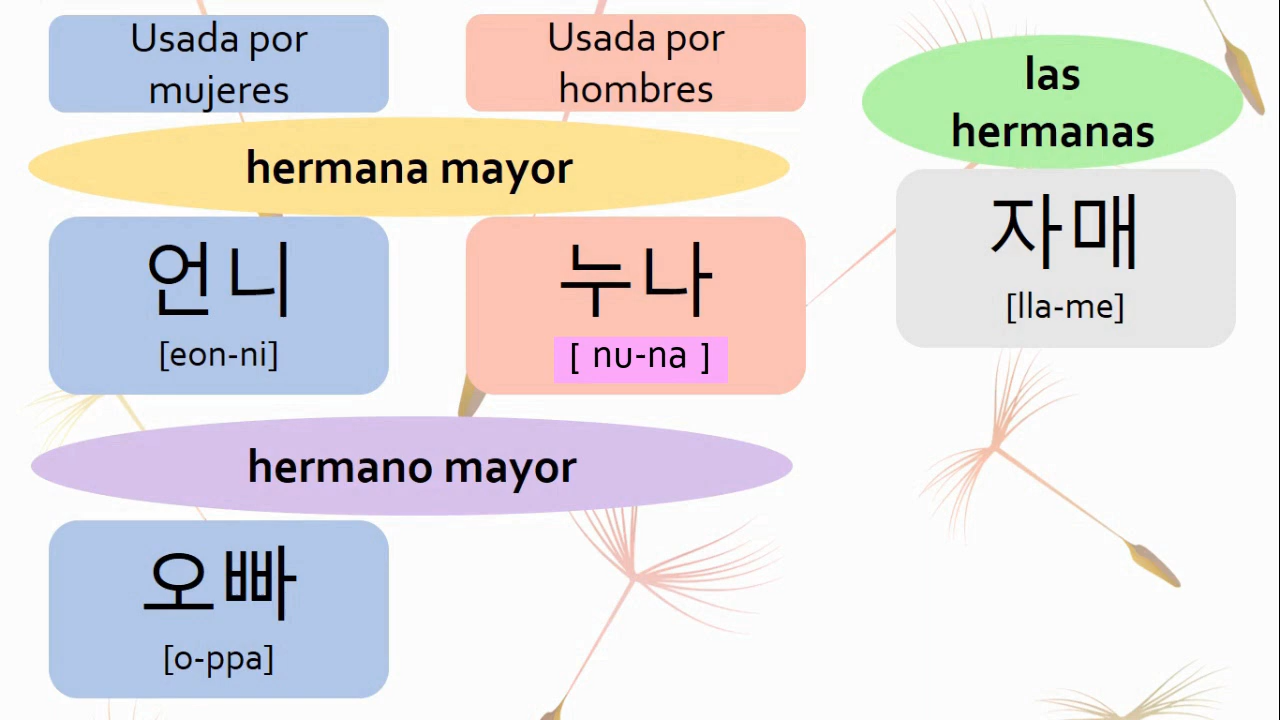 Usada por
mujeres
Usada por
hombres
hermana mayor
언니
[eon-ni]
누나
[ nu-na ]
hermano mayor
오빠
[o-ppa]
las
hermanas
자매
[lla-me]